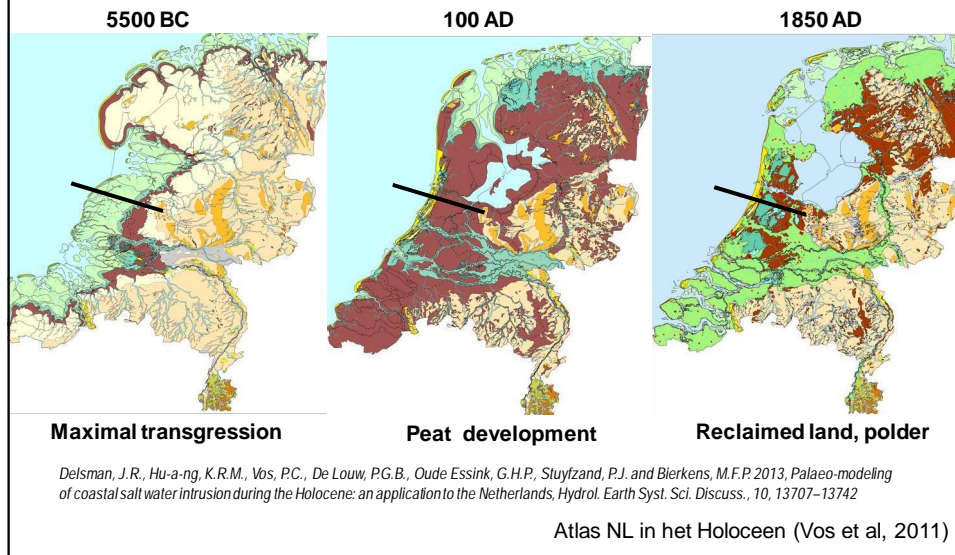 5500 BC
100 AD
1850 AD
Maximal transgression
Peat development
Reclaimed land, polder
Delsman, J.R., Hu-a-ng, K.R.M., Vos, P.C., De Louw, P.G.B., Oude Essink, G.H.P., Stuyfzand, P.J. and Bierkens, M.F.P. 2013, Palaeo-modeling
of coastal salt water intrusion during the Holocene: an application to the Netherlands, Hydrol. Earth Syst. Sci. Discuss., 10, 13707–13742
Atlas NL in het Holoceen (Vos et al, 2011)